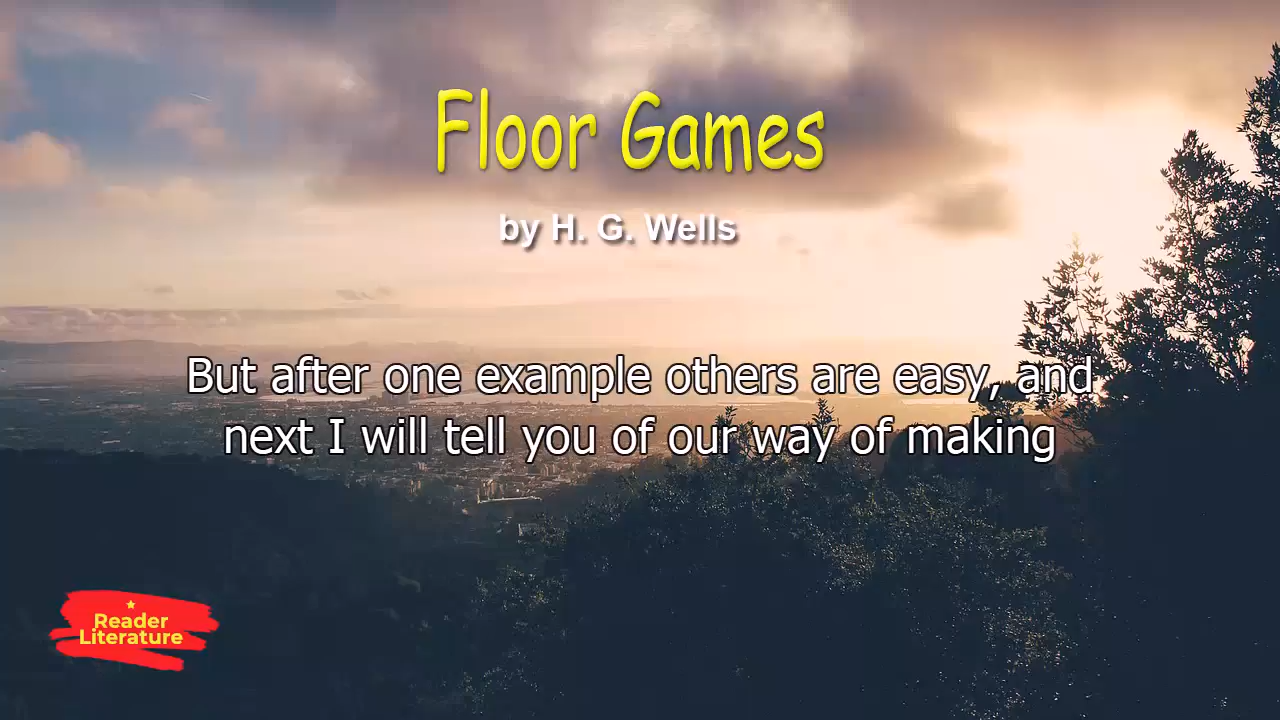 Floor Games
by H. G. Wells
But after one example others are easy, and
next I will tell you of our way of making
Reader
Literature